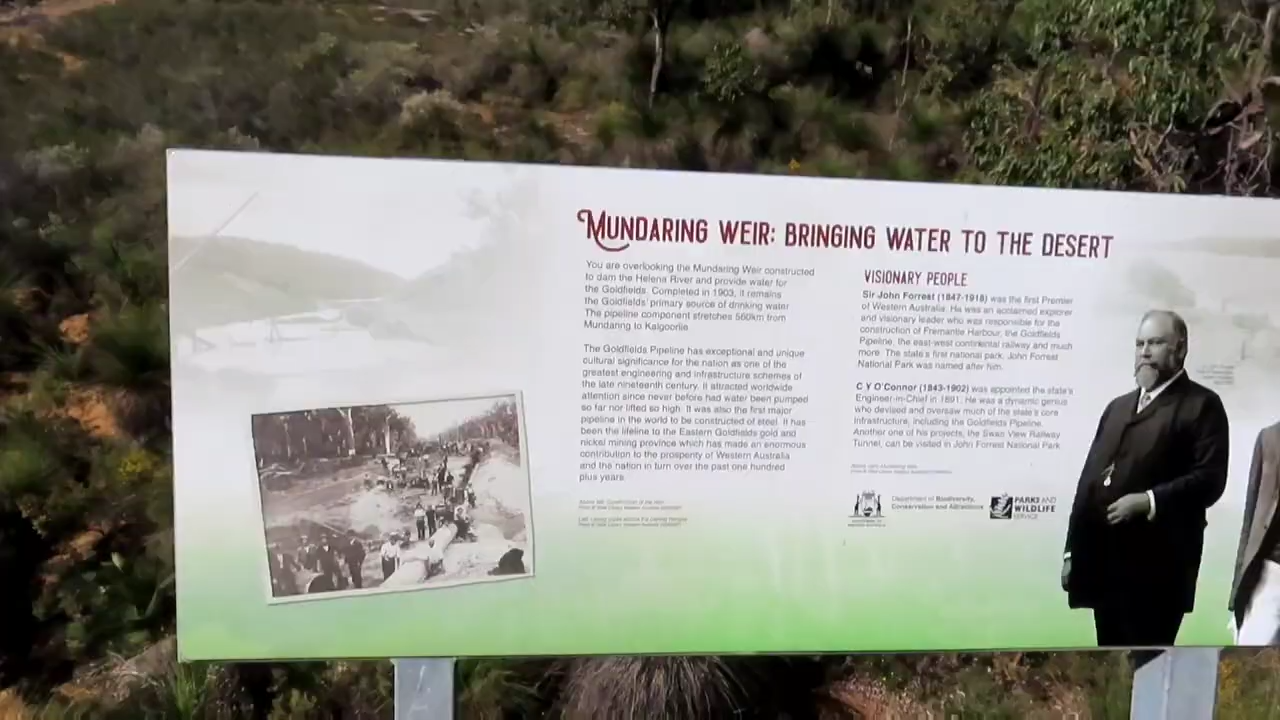 MUNDARING WEIR: BRINGING WATER TO THE DESERT
You are overlooking the Mundaring Weir constructed
to dam the Helena River and provide water for
the Goldfields. Completed in 1903, it remains
the Goldfields' primary source of drinking water.
The pipeline component stretches 560km from
Mundaring to Kalgoorlie.
The Goldfields Pipeline has exceptional and unique
cultural significance for the nation as one of the
greatest engineering and infrastructure schemes of
the late nineteenth century. It attracted worldwide
attention since never before had water been pumped
so far nor lifted so high. It was also the first major
pipeline in the world to be constructed of steel. It has
been the lifeline to the Eastern Goldfields gold and
nickel mining province which has made an enormous
contribution to the prosperity of Western Australia
and the nation in turn over the past one hundred
plus years.
VISIONARY PEOPLE
Sir John Forrest (1847-1918) was the first Premier
of Western Australia. He was an acclaimed explorer
and visionary leader who was responsible for the
construction of Fremantle Harbour, the Goldfields
Pipeline, the east-west continental railway and much
more. The state's first national park, John Forrest
National Park was named after him.
C Y O'Connor (1843-1902) was appointed the state's
Engineer-in-Chief in 1891. He was a dynamic genius
who devised and oversaw much of the state's core
infrastructure, including the Goldfields Pipeline.
Another one of his projects, the Swan View Railway
Tunnel, can be visited in John Forrest National Park.
Department of Biodiversity,
Conservation and Attractions
PARKS AND
WILDLIFE
SERVICE